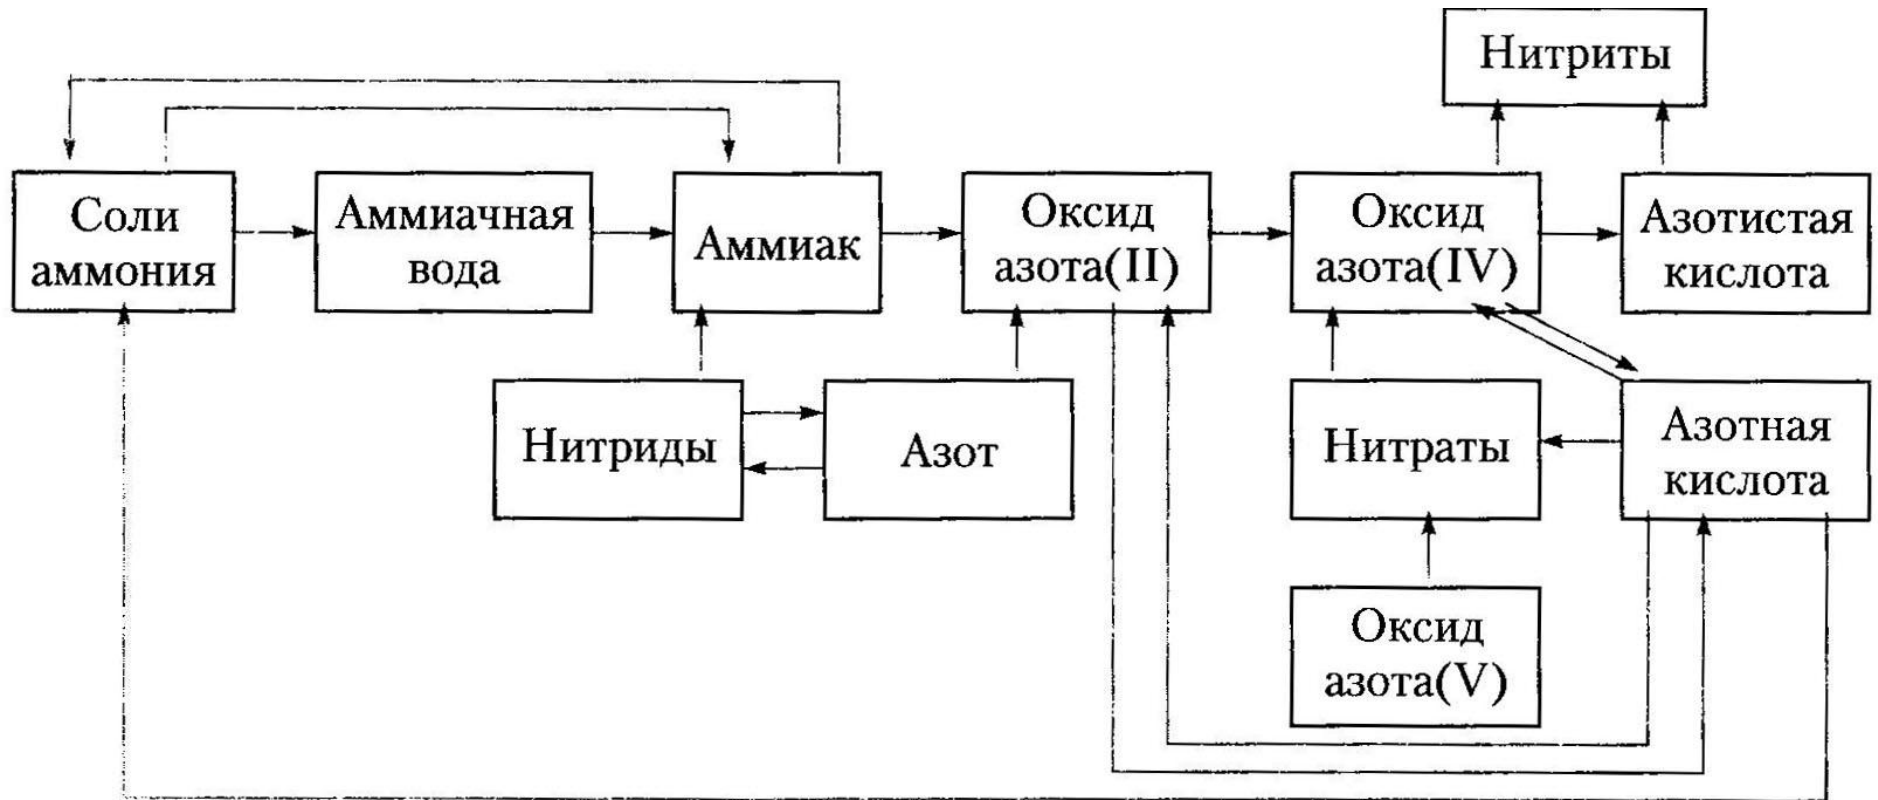 Нитриты
Соли
аммония
Аммиачная
вода
Аммиак
Оксид
азота(II)
Оксид
азота(IV)
Азотистая
кислота
Нитриды
Азот
Нитраты
Азотная
кислота
Оксид
азота(V)